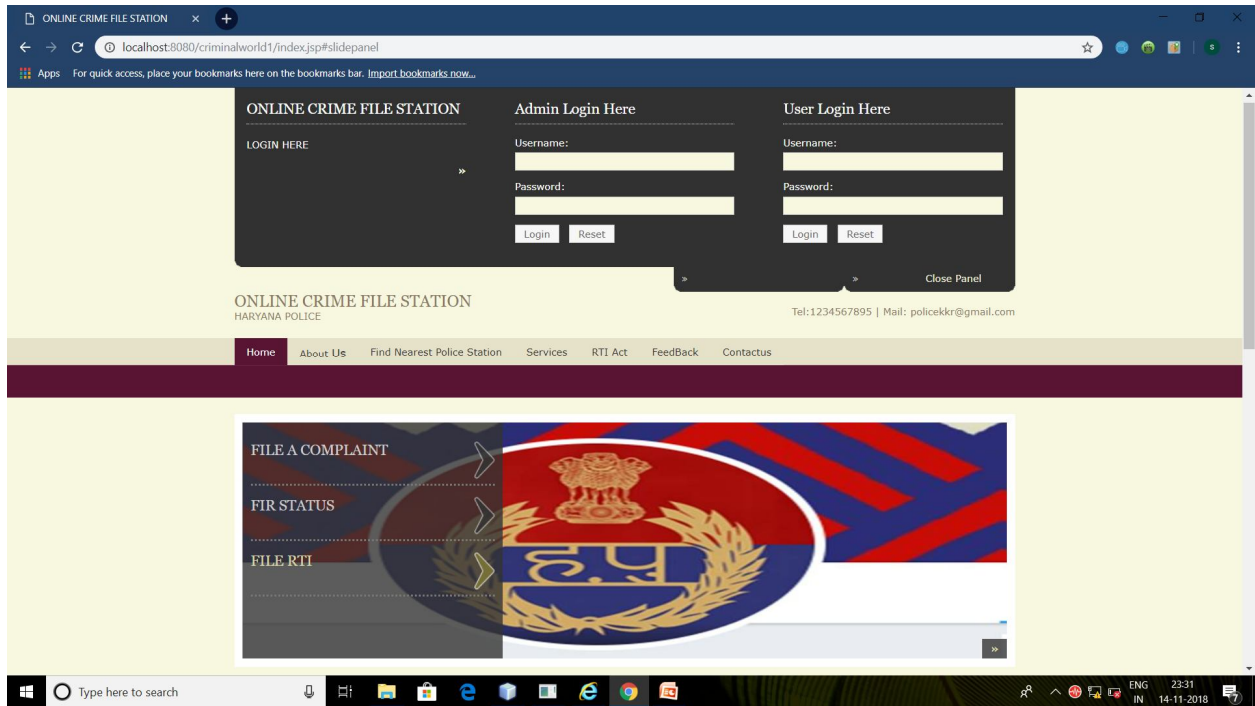 ONLINE CRIME FILE STATION
localhost:8080/criminalworld1/index.jsp#slidepanel
s
Apps For quick access, place your bookmarks here on the bookmarks bar. Import bookmarks now...
ONLINE CRIME FILE STATION
LOGIN HERE
»
Admin Login Here
Username:
Password:
Login Reset
User Login Here
Username:
Password:
Login Reset
» » Close Panel
ONLINE CRIME FILE STATION
HARYANA POLICE
Tel:1234567895 | Mail: policekkr@gmail.com
Home About Us Find Nearest Police Station Services RTI Act FeedBack Contactus
FILE A COMPLAINT
FIR STATUS
FILE RTI
ह.पु
»
Type here to search
ENG
IN
23:31
14-11-2018
7